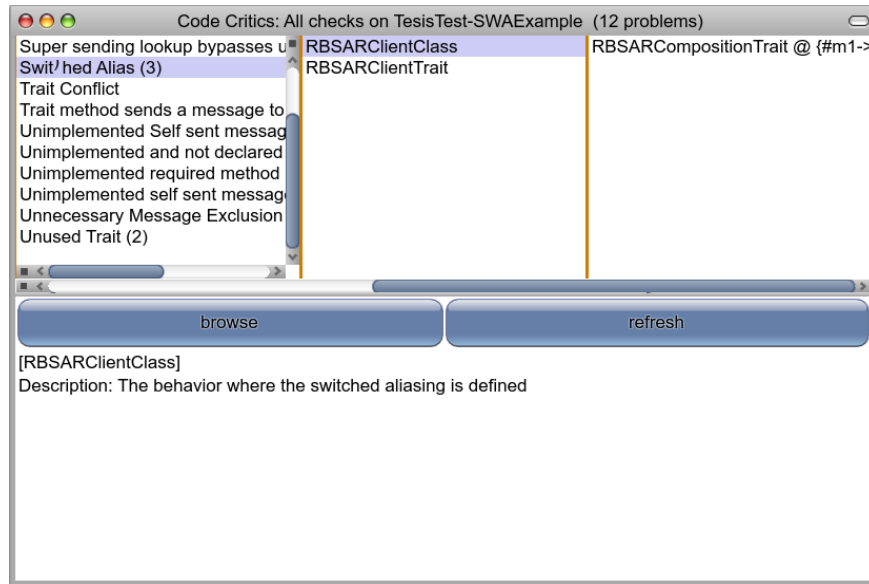 Code Critics: All checks on TesisTest-SWAExample (12 problems)
Super sending lookup bypasses u
Swit hed Alias (3)
Trait Conflict
Trait method sends a message to
Unimplemented Self sent messag
Unimplemented and not declared
Unimplemented required method
Unimplemented self sent message
Unnecessary Message Exclusion
Unused Trait (2)
RBSARClientClass
RBSARClientTrait
RBSARCompositionTrait @ {#m1->
browse
refresh
[RBSARClientClass]
Description: The behavior where the switched aliasing is defined